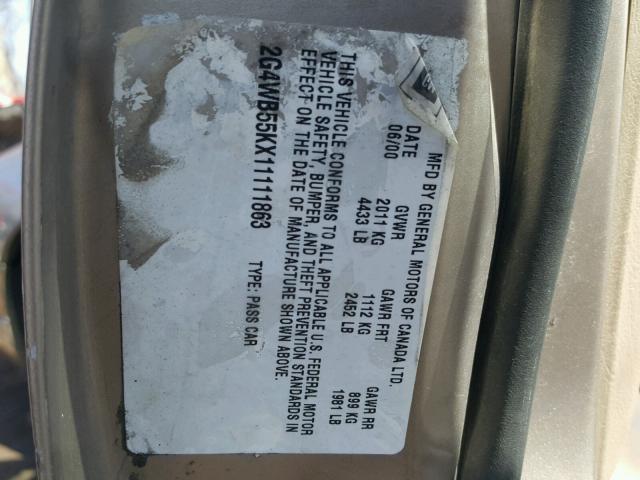 MFD BY GENERAL MOTORS OF CANADA LTD.
DATE GVWR GAWR FRT GAWR RR
06/00 2011 KG 1112 KG 899 KG
4433 LB 2452 LB 1981 LB
THIS VEHICLE CONFORMS TO ALL APPLICABLE U.S. FEDERAL MOTOR
VEHICLE SAFETY, BUMPER, AND THEFT PREVENTION STANDARDS IN
EFFECT ON THE DATE OF MANUFACTURE SHOWN ABOVE.
2G4WB55KX11111863 TYPE: PASS CAR